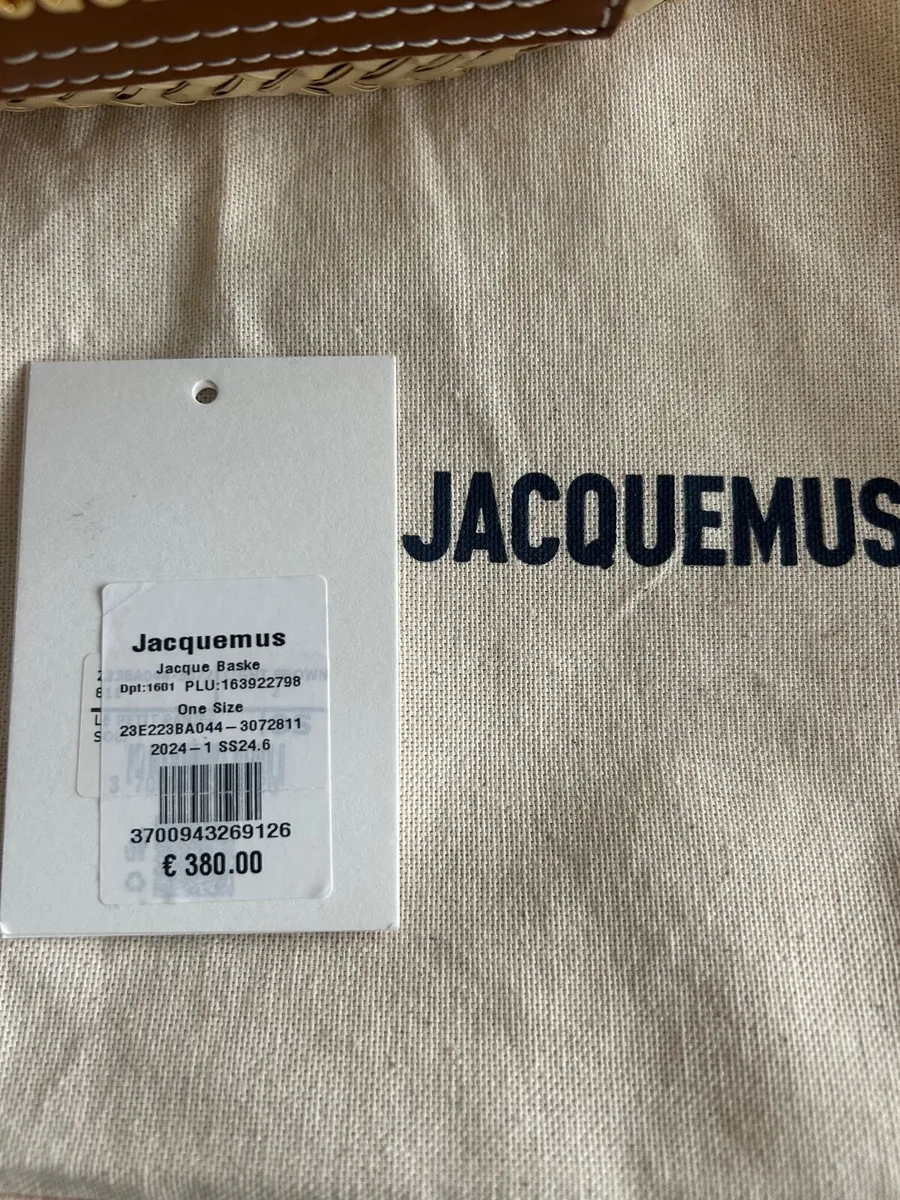 JACQUEMUS
Jacquemus
Jacque Baske
Dpt:1601 PLU:163922798
One Size
23E223BA044-3072811
2024-1 SS24.6
3700943269126
€ 380.00